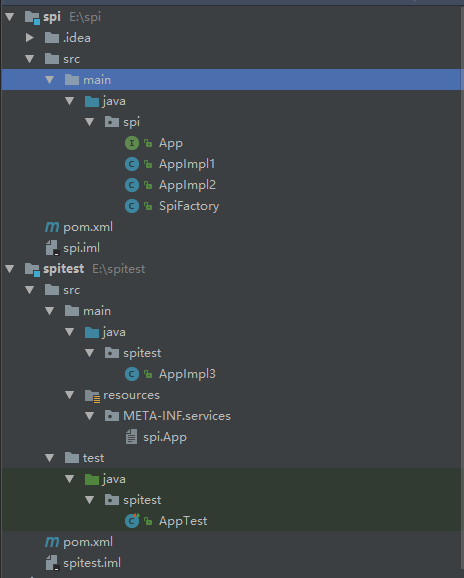 spi E:\spi
.idea
src
main
java
spi
I App
C AppImpl1
C AppImpl2
C SpiFactory
m pom.xml
spi.iml
spitest E:\spitest
src
main
java
spitest
C AppImpl3
resources
META-INF.services
spi.App
test
java
spitest
C AppTest
m pom.xml
spitest.iml